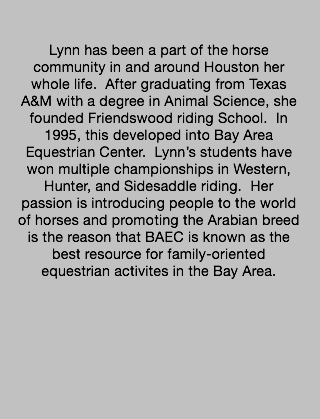 Lynn has been a part of the horse
community in and around Houston her
whole life.  After graduating from Texas
A&M with a degree in Animal Science, she
founded Friendswood riding School.  In
1995, this developed into Bay Area
Equestrian Center.  Lynn's students have
won multiple championships in Western,
Hunter, and Sidesaddle riding.  Her
passion is introducing people to the world
of horses and promoting the Arabian breed
is the reason that BAEC is known as the
best resource for family-oriented
equestrian activites in the Bay Area.